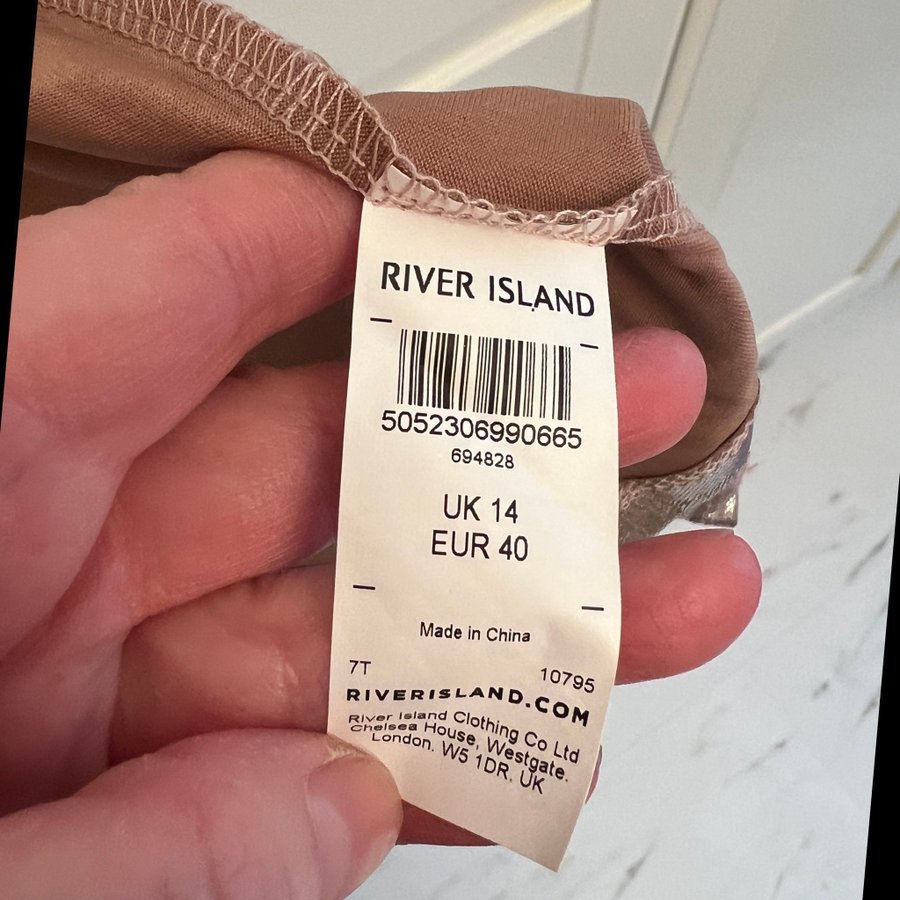 RIVER ISLAND
5052306990665
694828
UK 14
EUR 40
Made in China
7T 10795
RIVERISLAND.COM
River Island Clothing Co Ltd
Chelsea House, Westgate.
London. W5 1DR. UK